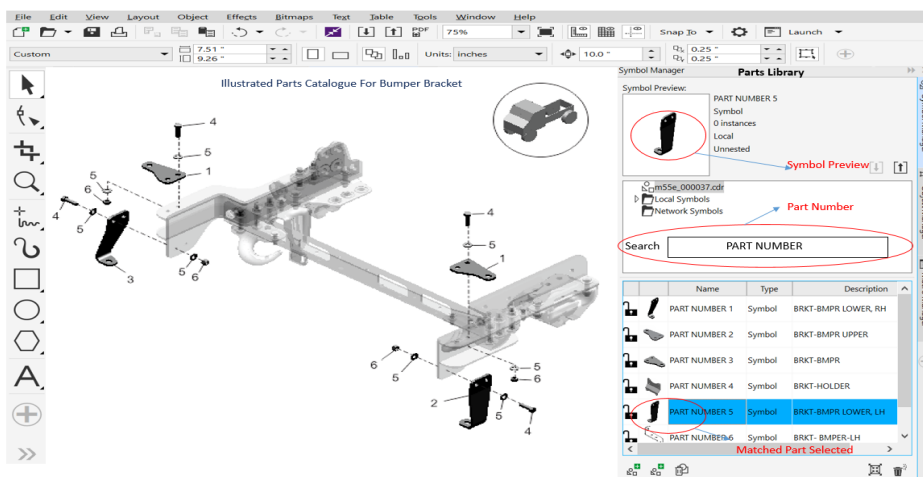 File Edit View Layout Object Effects Bitmaps Text Table Tools Window Help
PDF 75% Snap To Launch
Custom 7.51 " 9.26 " Units: inches 10.0 " 0.25 " 0.25 "
Symbol Manager Parts Library
Illustrated Parts Catalogue For Bumper Bracket
Symbol Preview:
PART NUMBER 5
Symbol
0 instances
Local
Unnested
Symbol Preview
m55e_000037.cdr
Local Symbols
Network Symbols
Part Number
Search PART NUMBER
Name Type Description
PART NUMBER 1 Symbol BRKT-BMPR LOWER, RH
PART NUMBER 2 Symbol BRKT-BMPR UPPER
PART NUMBER 3 Symbol BRKT-BMPR
PART NUMBER 4 Symbol BRKT-HOLDER
PART NUMBER 5 Symbol BRKT-BMPR LOWER, LH
PART NUMBER 6 Symbol BRKT- BMPER-LH
Matched Part Selected
4
5
1
5
6
4
5
3
5
6
4
5
1
6
5
5
6
2
5
4